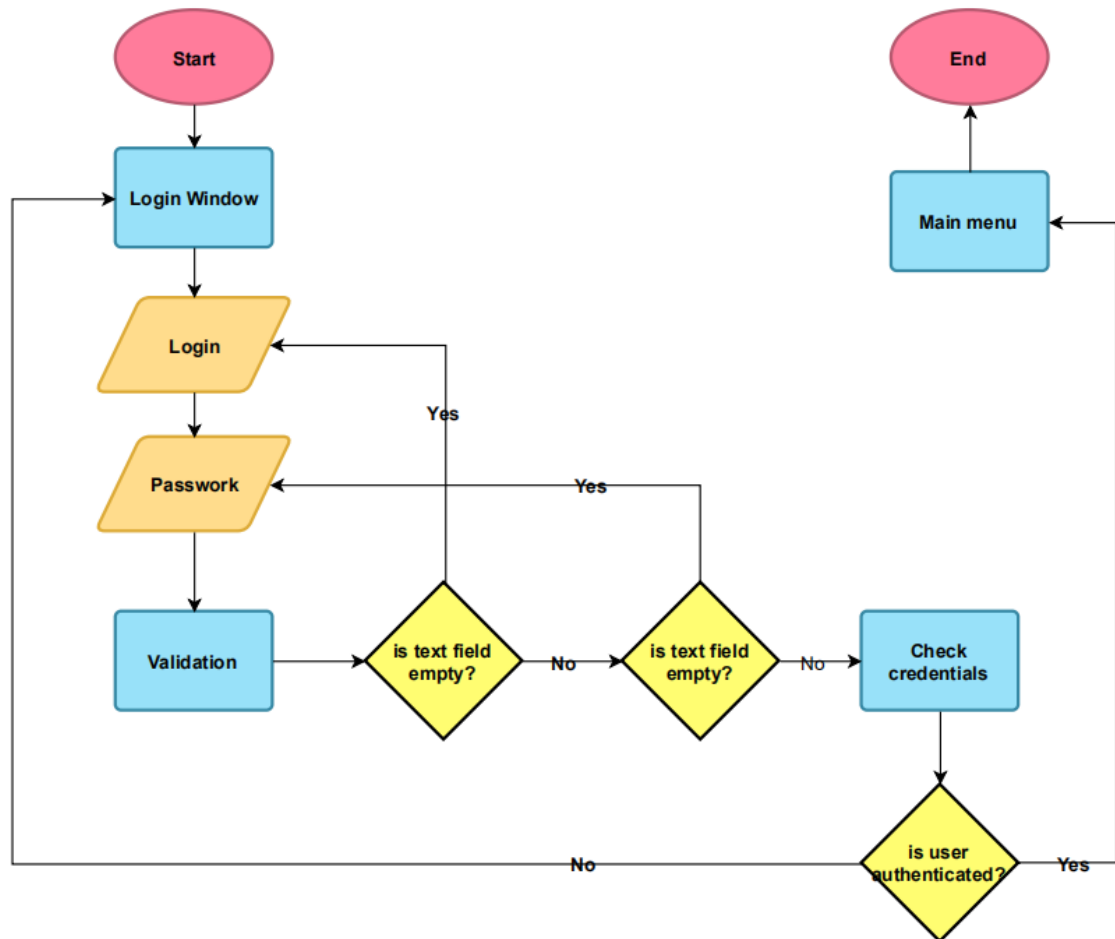 Start
End
Login Window
Main menu
Login
Yes
Passwork
Yes
Validation
is text field
empty?
No
is text field
empty?
No
Check
credentials
is user
authenticated?
No
Yes